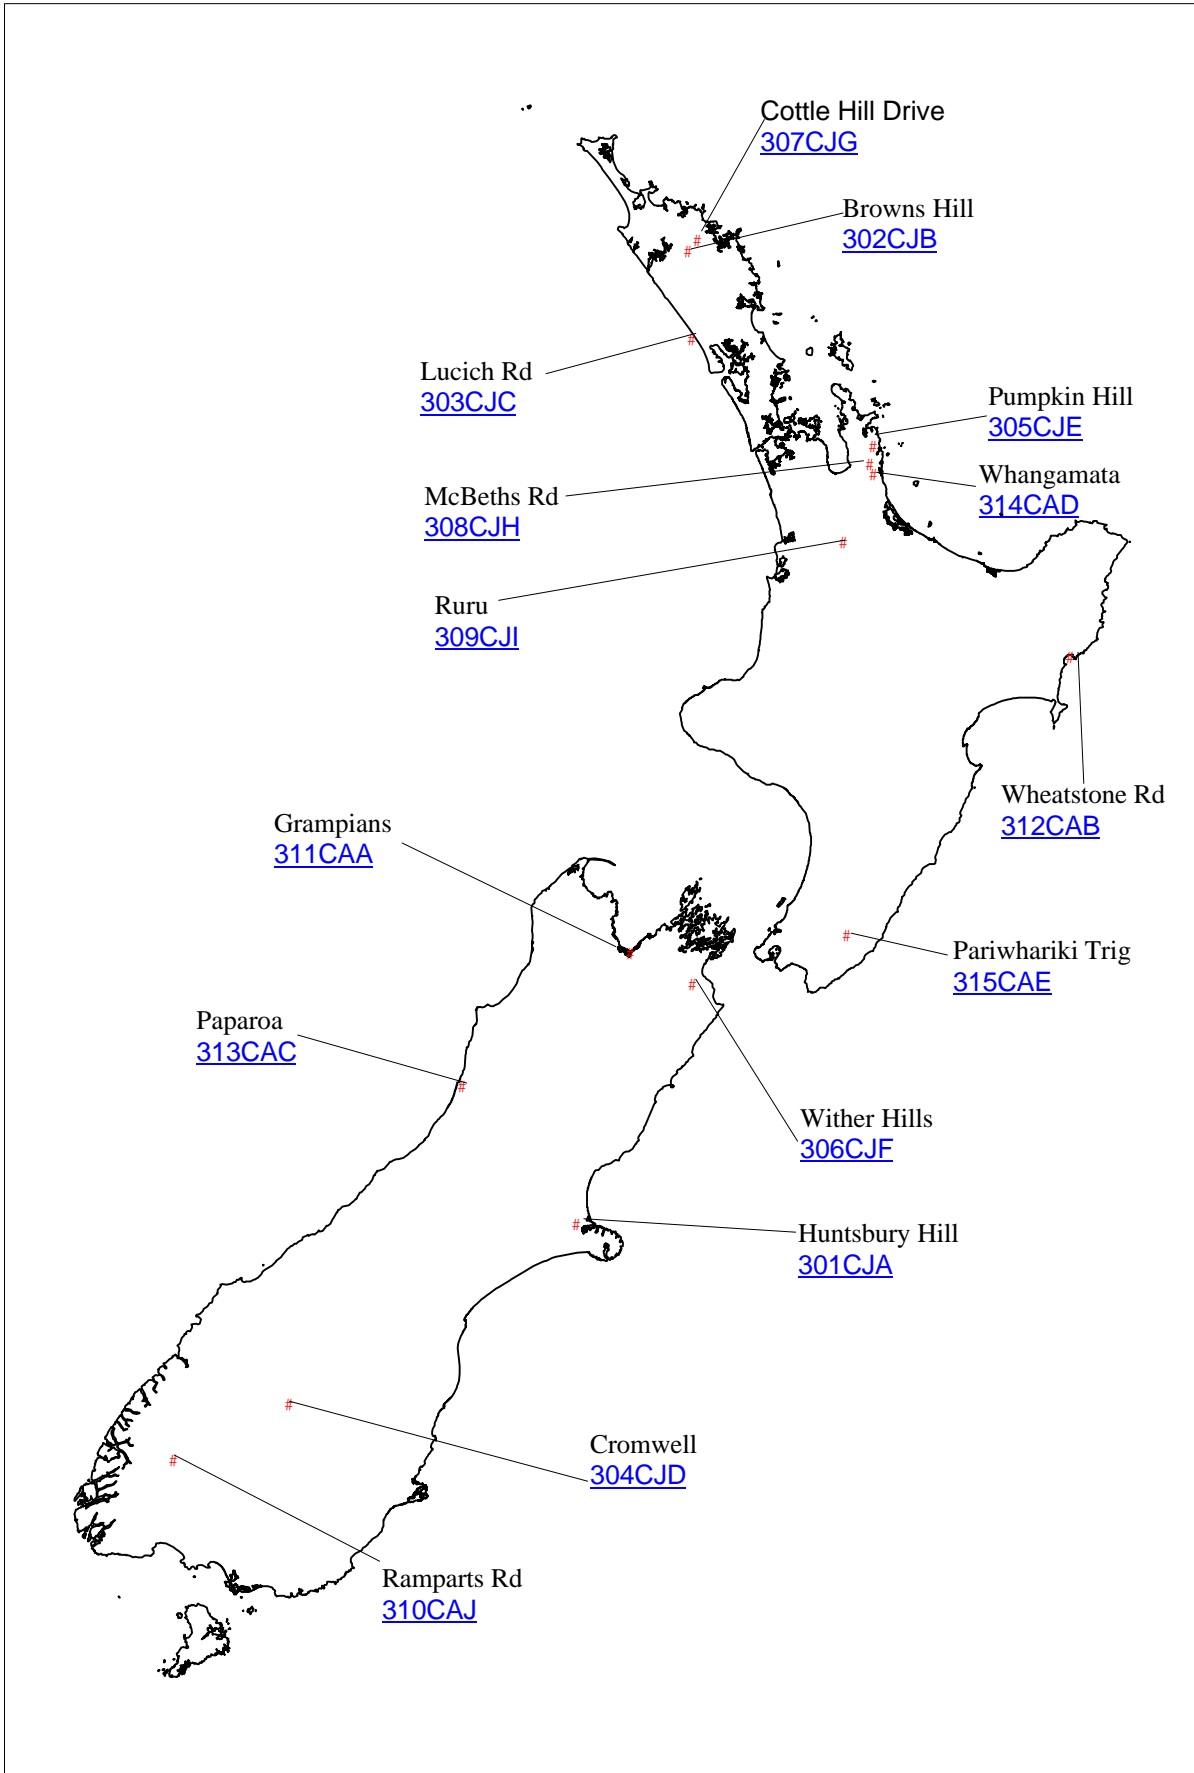 Cottle Hill Drive
307CJG
Browns Hill
302CJB
Lucich Rd
303CJC
Pumpkin Hill
305CJE
McBeths Rd
308CJH
Whangamata
314CAD
Ruru
309CJI
Wheatstone Rd
312CAB
Grampians
311CAA
Pariwhariki Trig
315CAE
Paparoa
313CAC
Wither Hills
306CJF
Huntsbury Hill
301CJA
Cromwell
304CJD
Ramparts Rd
310CAJ